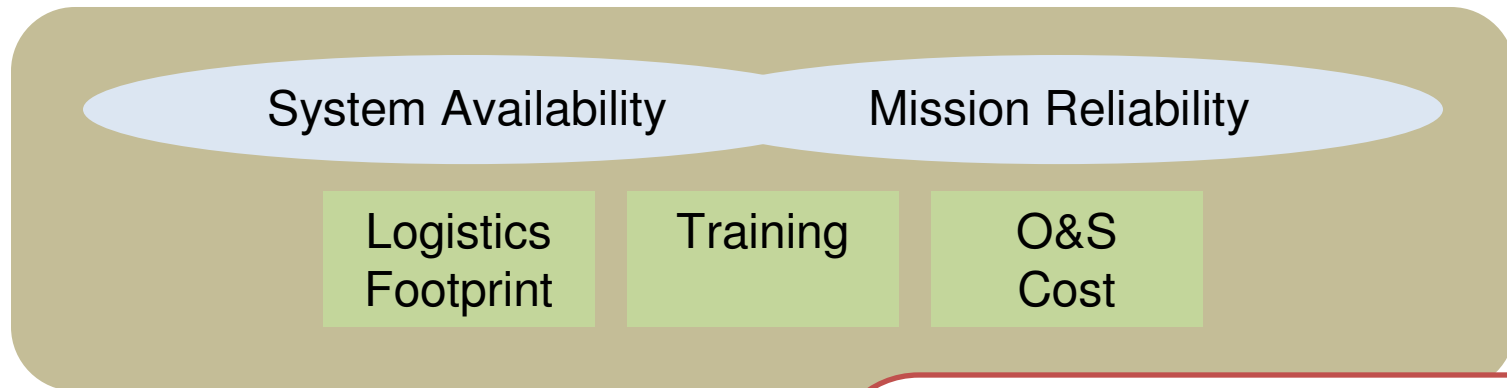 System Availability
Mission Reliability
Logistics
Footprint
Training
O&S
Cost